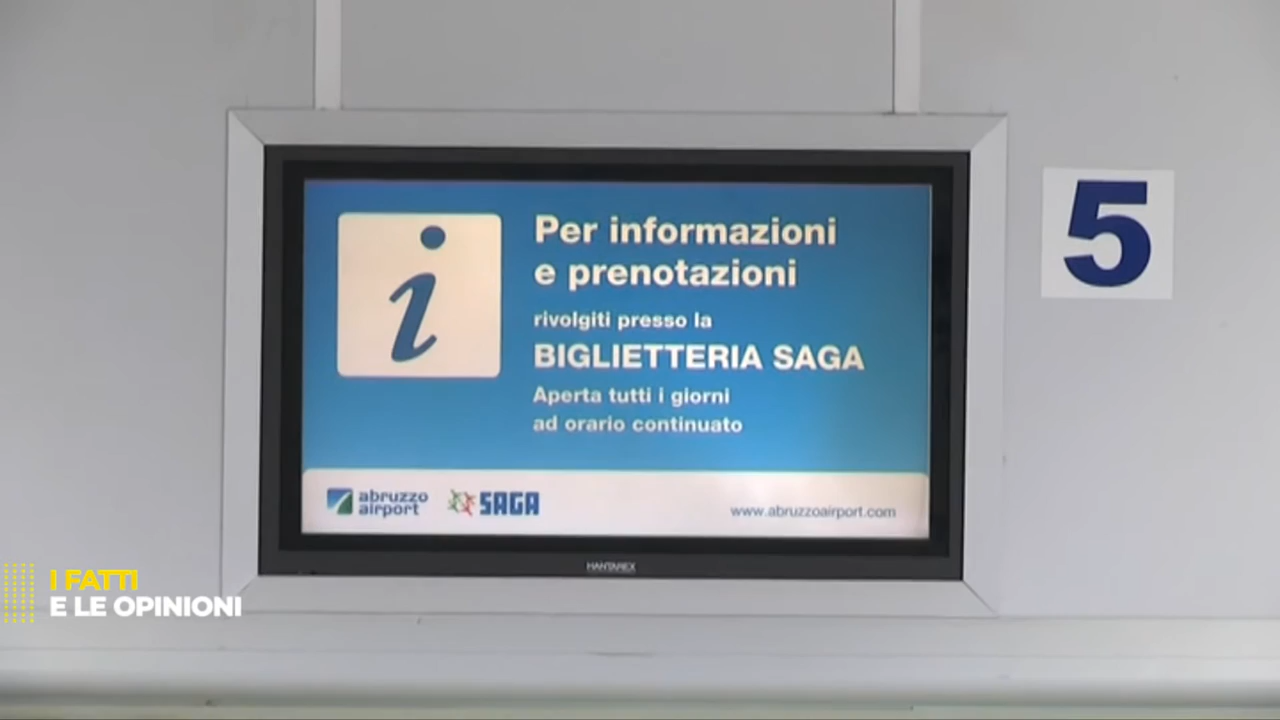 Per informazioni
e prenotazioni
rivolgiti presso la
BIGLIETTERIA SAGA
Aperta tutti i giorni
ad orario continuato
abruzzo
airport
SAGA
www.abruzzoairport.com
HANTAREX
5
I FATTI
E LE OPINIONI